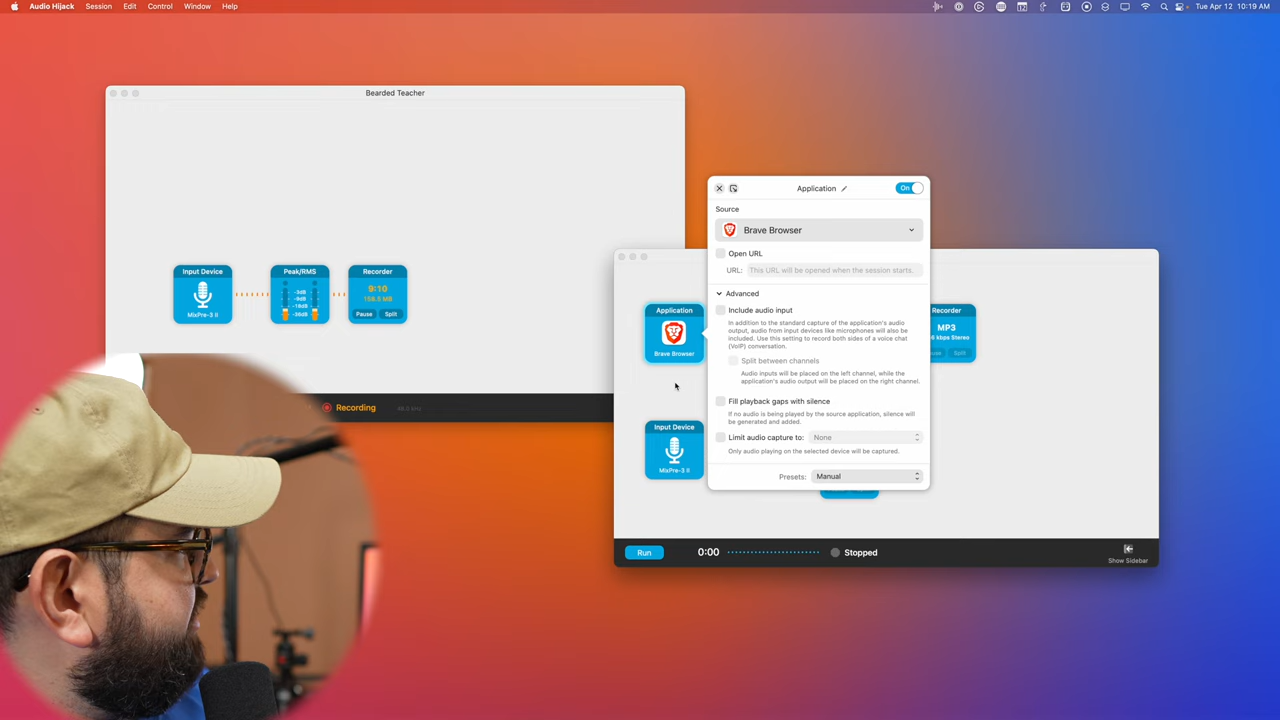 Audio Hijack Session Edit Control Window Help
Tue Apr 12 10:19 AM
Bearded Teacher
Input Device
MixPre-3 II
Peak/RMS
-3dB
-8dB
-18dB
-38dB
Recorder
9:10
Pause Split
Recording
Application
Brave Browser
Input Device
MixPre-3 II
Application
On
Source
Brave Browser
Open URL
URL: This URL will be opened when the session starts.
Advanced
Include audio input
In addition to the standard capture of the application's audio
output, audio from input devices like microphones will also be
included. Use this setting to record both sides of a voice chat
(VoIP) conversation.
Split between channels
Audio inputs will be placed on the left channel, while the
application's audio output will be placed on the right channel.
Fill playback gaps with silence
If no audio is being played by the source application, silence will
be generated and added.
Limit audio capture to: None
Only audio playing on the selected device will be captured.
Presets: Manual
Recorder
MP3
kbps Stereo
Split
Run
0:00
Stopped
Show Sidebar